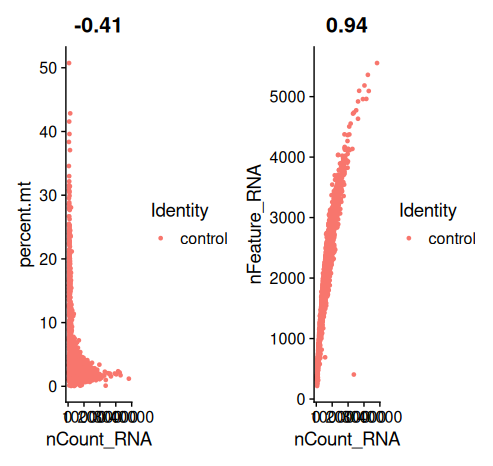 -0.41
0.94
percent.mt
50
40
30
20
10
0
Identity
control
nCount_RNA
nFeature_RNA
5000
4000
3000
2000
1000
0
Identity
control
nCount_RNA